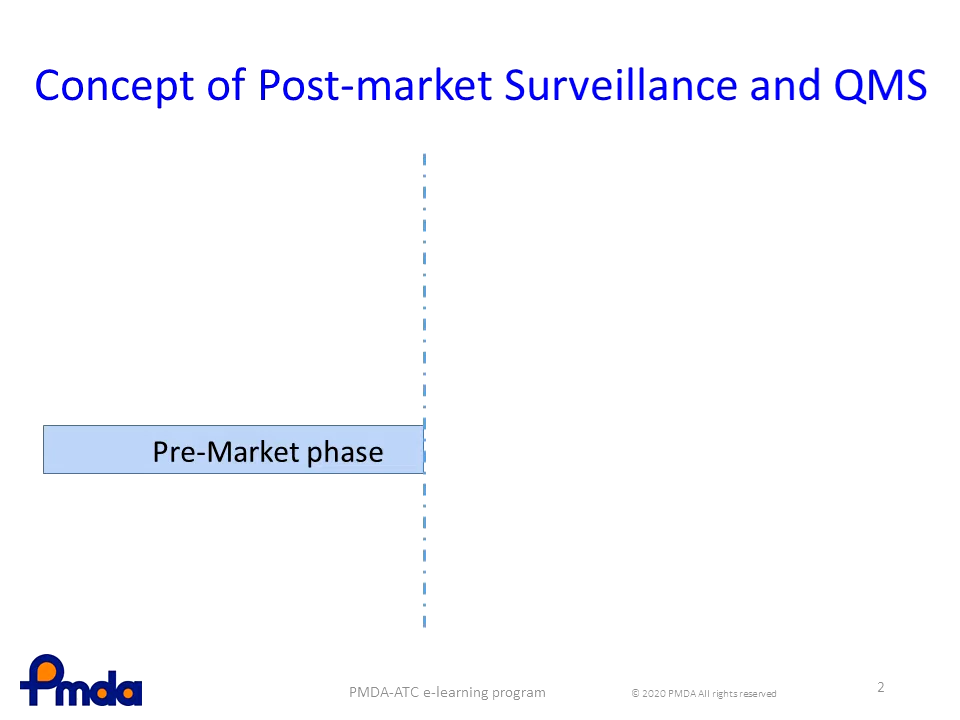 Concept of Post-market Surveillance and QMS
Pre-Market phase
Pmda
PMDA-ATC e-learning program
© 2020 PMDA All rights reserved
2